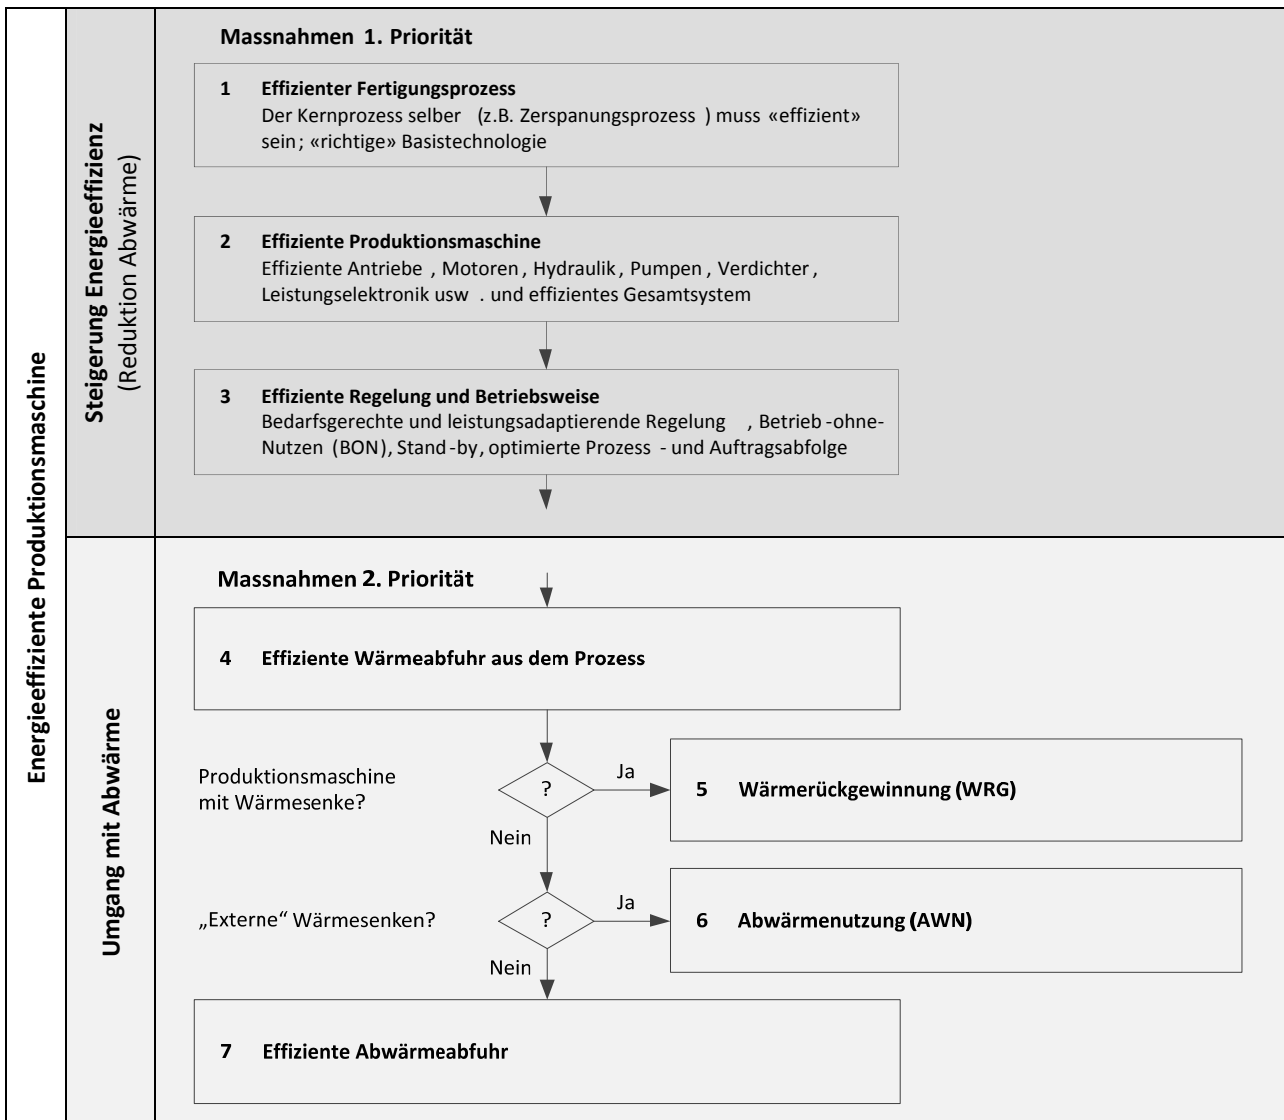 Energieeffiziente Produktionsmaschine
Steigerung Energieeffizienz
(Reduktion Abwärme)
Massnahmen 1. Priorität
1 Effizienter Fertigungsprozess
Der Kernprozess selber (z.B. Zerspanungsprozess ) muss «effizient»
sein; «richtige» Basistechnologie
2 Effiziente Produktionsmaschine
Effiziente Antriebe , Motoren, Hydraulik, Pumpen, Verdichter,
Leistungselektronik usw . und effizientes Gesamtsystem
3 Effiziente Regelung und Betriebsweise
Bedarfsgerechte und leistungsadaptierende Regelung , Betrieb-ohne-
Nutzen (BON), Stand-by, optimierte Prozess - und Auftragsabfolge
Umgang mit Abwärme
Massnahmen 2. Priorität
4 Effiziente Wärmeabfuhr aus dem Prozess
Produktionsmaschine
mit Wärmesenke?
?
Ja
5 Wärmerückgewinnung (WRG)
Nein
„Externe“ Wärmesenken?
?
Ja
6 Abwärmenutzung (AWN)
Nein
7 Effiziente Abwärmeabfuhr